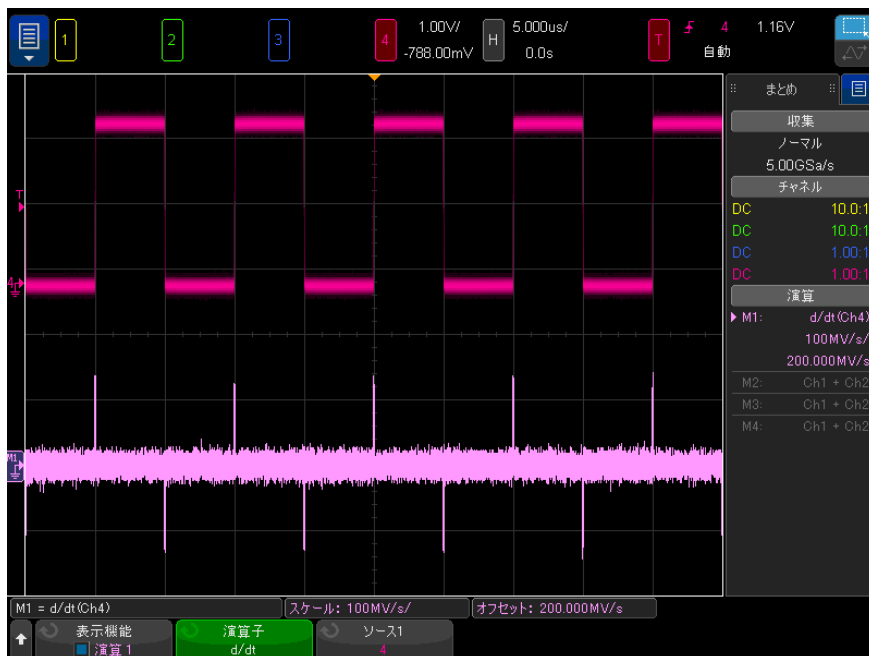 1 2 3 4 1.00V/ H 5.000us/ T 4 1.16V
-788.00mV 0.0s 自動
まとめ
収集
ノーマル
5.00GSa/s
チャネル
DC 10.0:1
DC 10.0:1
DC 1.00:1
DC 1.00:1
演算
M1: d/dt(Ch4)
100MV/s/
200.000MV/s
M2: Ch1 + Ch2
M3: Ch1 + Ch2
M4: Ch1 + Ch2
T
4
M1
M1 = d/dt(Ch4) スケール: 100MV/s/ オフセット: 200.000MV/s
表示機能 演算子 ソース1
演算 1 d/dt 4